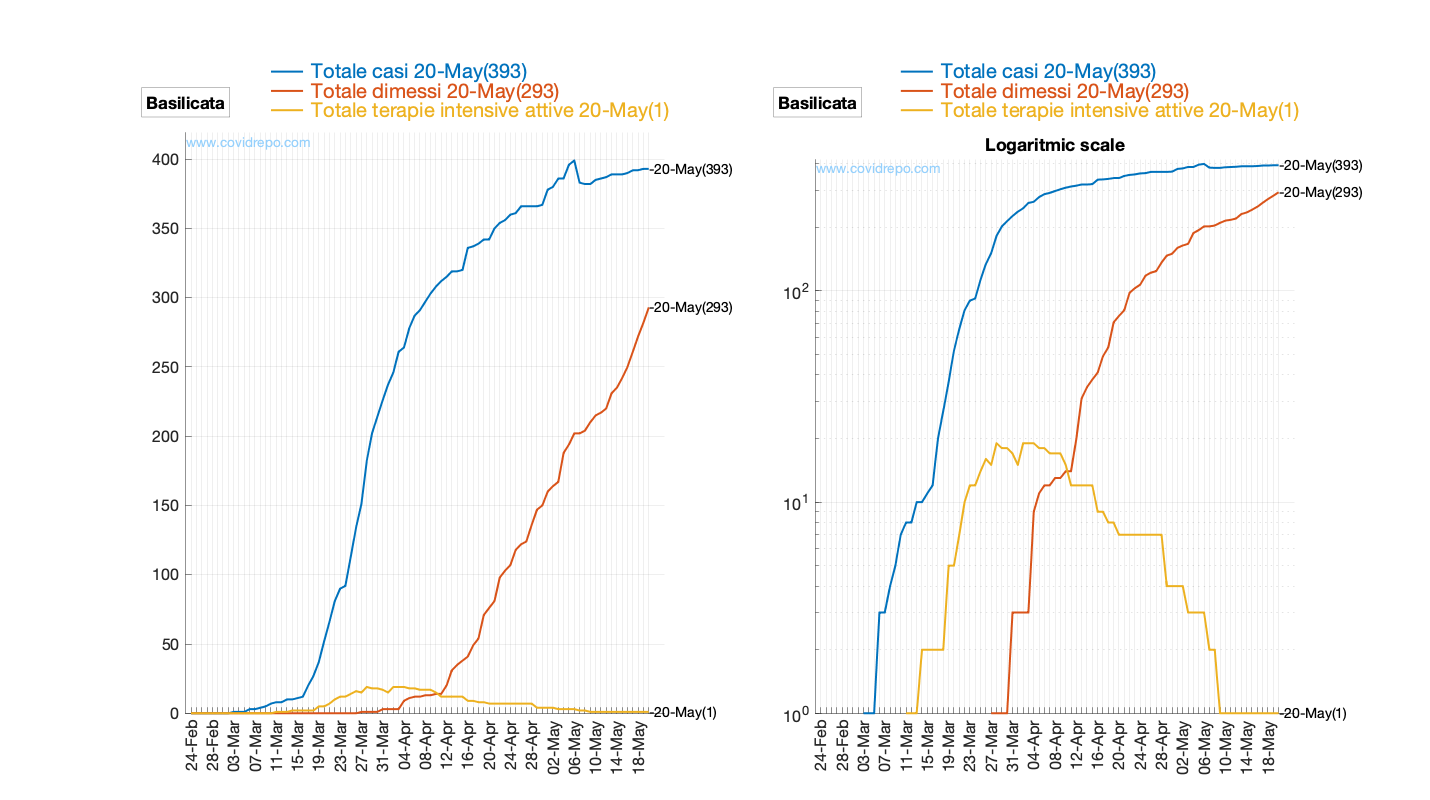 Totale casi 20-May(393)
Totale dimessi 20-May(293)
Totale terapie intensive attive 20-May(1)
Basilicata
www.covidrepo.com
400
350
300
250
200
150
100
50
0
20-May(393)
20-May(293)
20-May(1)
24-Feb
28-Feb
03-Mar
07-Mar
11-Mar
15-Mar
19-Mar
23-Mar
27-Mar
31-Mar
04-Apr
08-Apr
12-Apr
16-Apr
20-Apr
24-Apr
28-Apr
02-May
06-May
10-May
14-May
18-May
Totale casi 20-May(393)
Totale dimessi 20-May(293)
Totale terapie intensive attive 20-May(1)
Basilicata
Logaritmic scale
www.covidrepo.com
10²
10¹
10⁰
20-May(393)
20-May(293)
20-May(1)
24-Feb
28-Feb
03-Mar
07-Mar
11-Mar
15-Mar
19-Mar
23-Mar
27-Mar
31-Mar
04-Apr
08-Apr
12-Apr
16-Apr
20-Apr
24-Apr
28-Apr
02-May
06-May
10-May
14-May
18-May